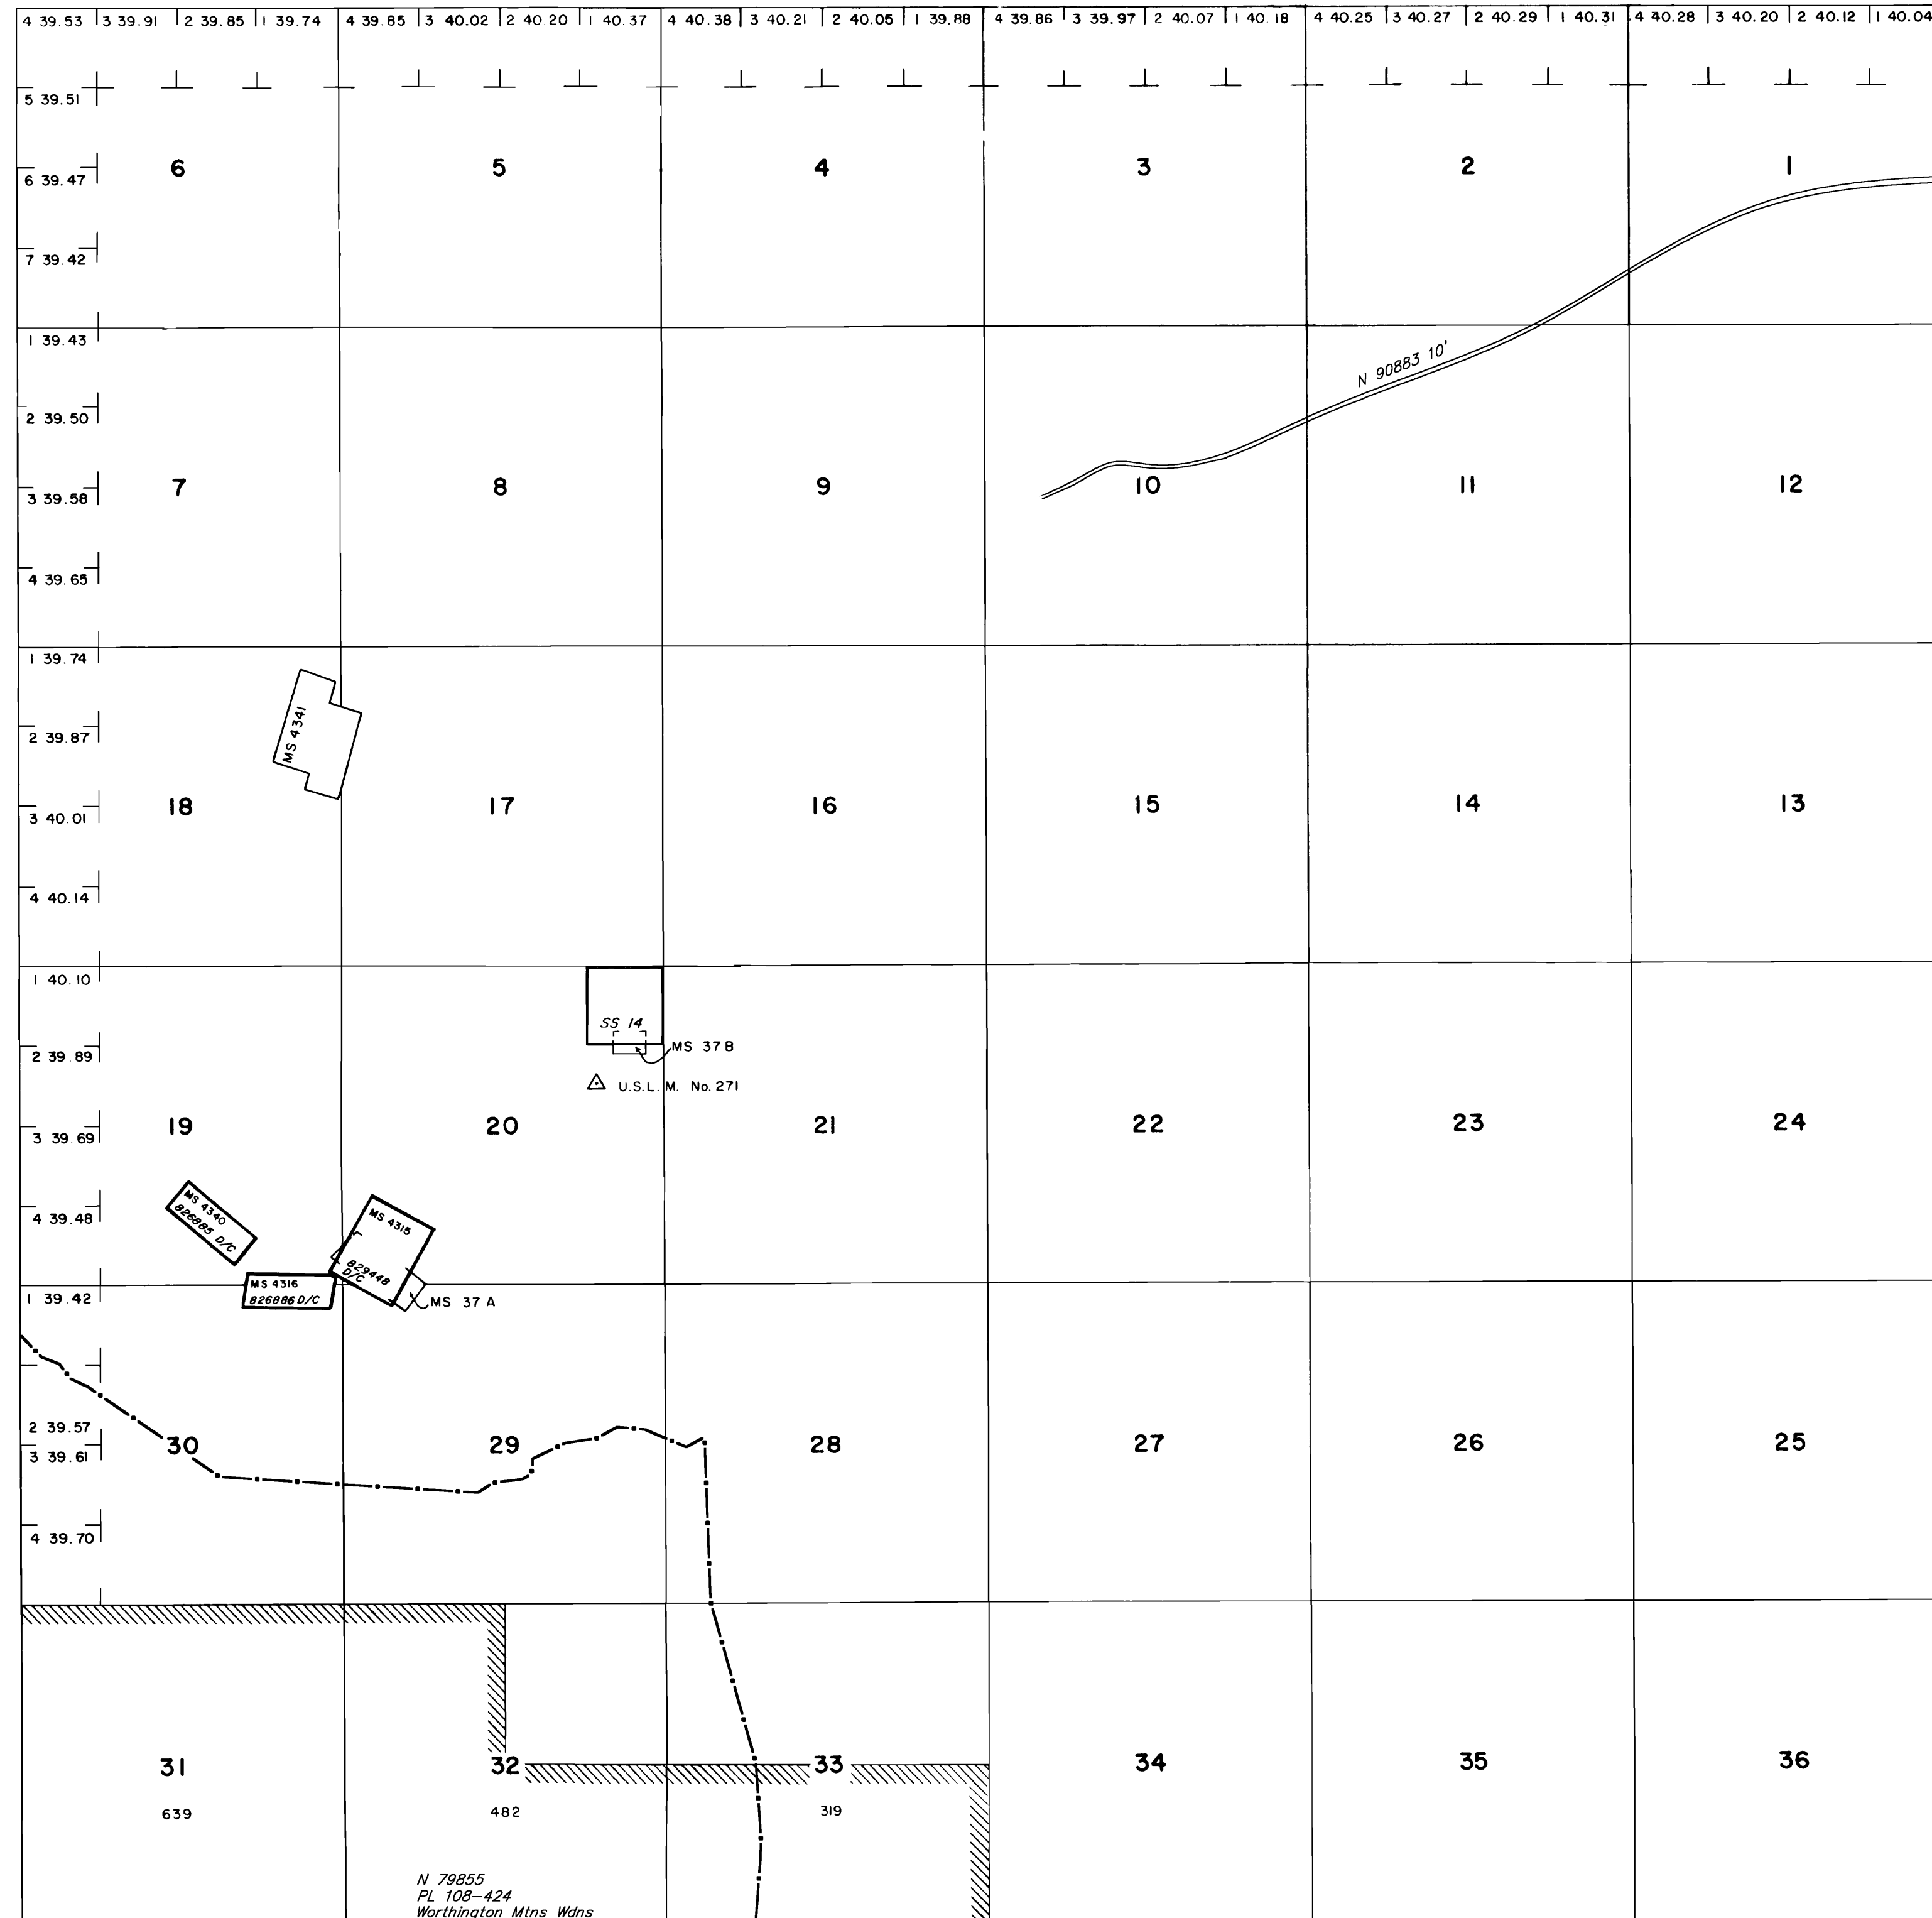 4 39.53 3 39.91 2 39.85 1 39.74 4 39.85 3 40.02 2 40 20 1 40.37 4 40.38 3 40.21 2 40.05 1 39.88 4 39.86 3 39.97 2 40.07 1 40.18 4 40.25 3 40.27 2 40.29 1 40.31 4 40.28 3 40.20 2 40.12 1 40.04
5 39.51
6 5 4 3 2 1
6 39.47
7 39.42
1 39.43
N 90883 10'
2 39.50
7 8 9 10 11 12
3 39.58
4 39.65
1 39.74
MS 4341
2 39.87
18 17 16 15 14 13
3 40.01
4 40.14
1 40.10
SS 14
MS 37B
2 39.89
U.S.L.M. No. 271
19 20 21 22 23 24
3 39.69
MS 4340
826885 D/C
4 39.48
MS 4315
829448
D/C
MS 4316
826886 D/C
1 39.42
MS 37 A
2 39.57
30 29 28 27 26 25
3 39.61
4 39.70
31 32 33 34 35 36
639 482 319
N 79855
PL 108-424
Worthington Mtns Wdns